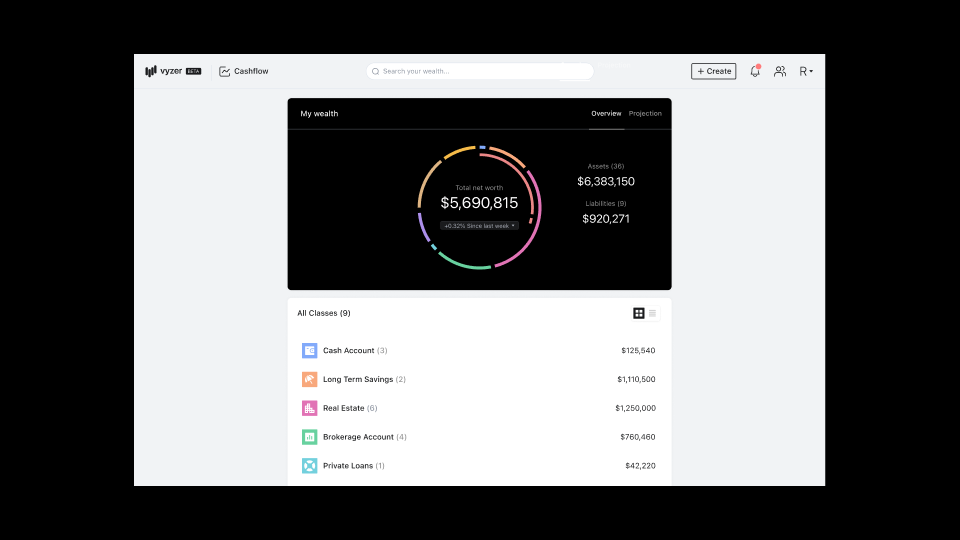 vyzer BETA
Cashflow
Search your wealth...
+ Create
R
My wealth
Overview
Projection
Total net worth
$5,690,815
+0.32% Since last week
Assets (36)
$6,383,150
Liabilities (9)
$920,271
All Classes (9)
Cash Account (3) $125,540
Long Term Savings (2) $1,110,500
Real Estate (6) $1,250,000
Brokerage Account (4) $760,460
Private Loans (1) $42,220